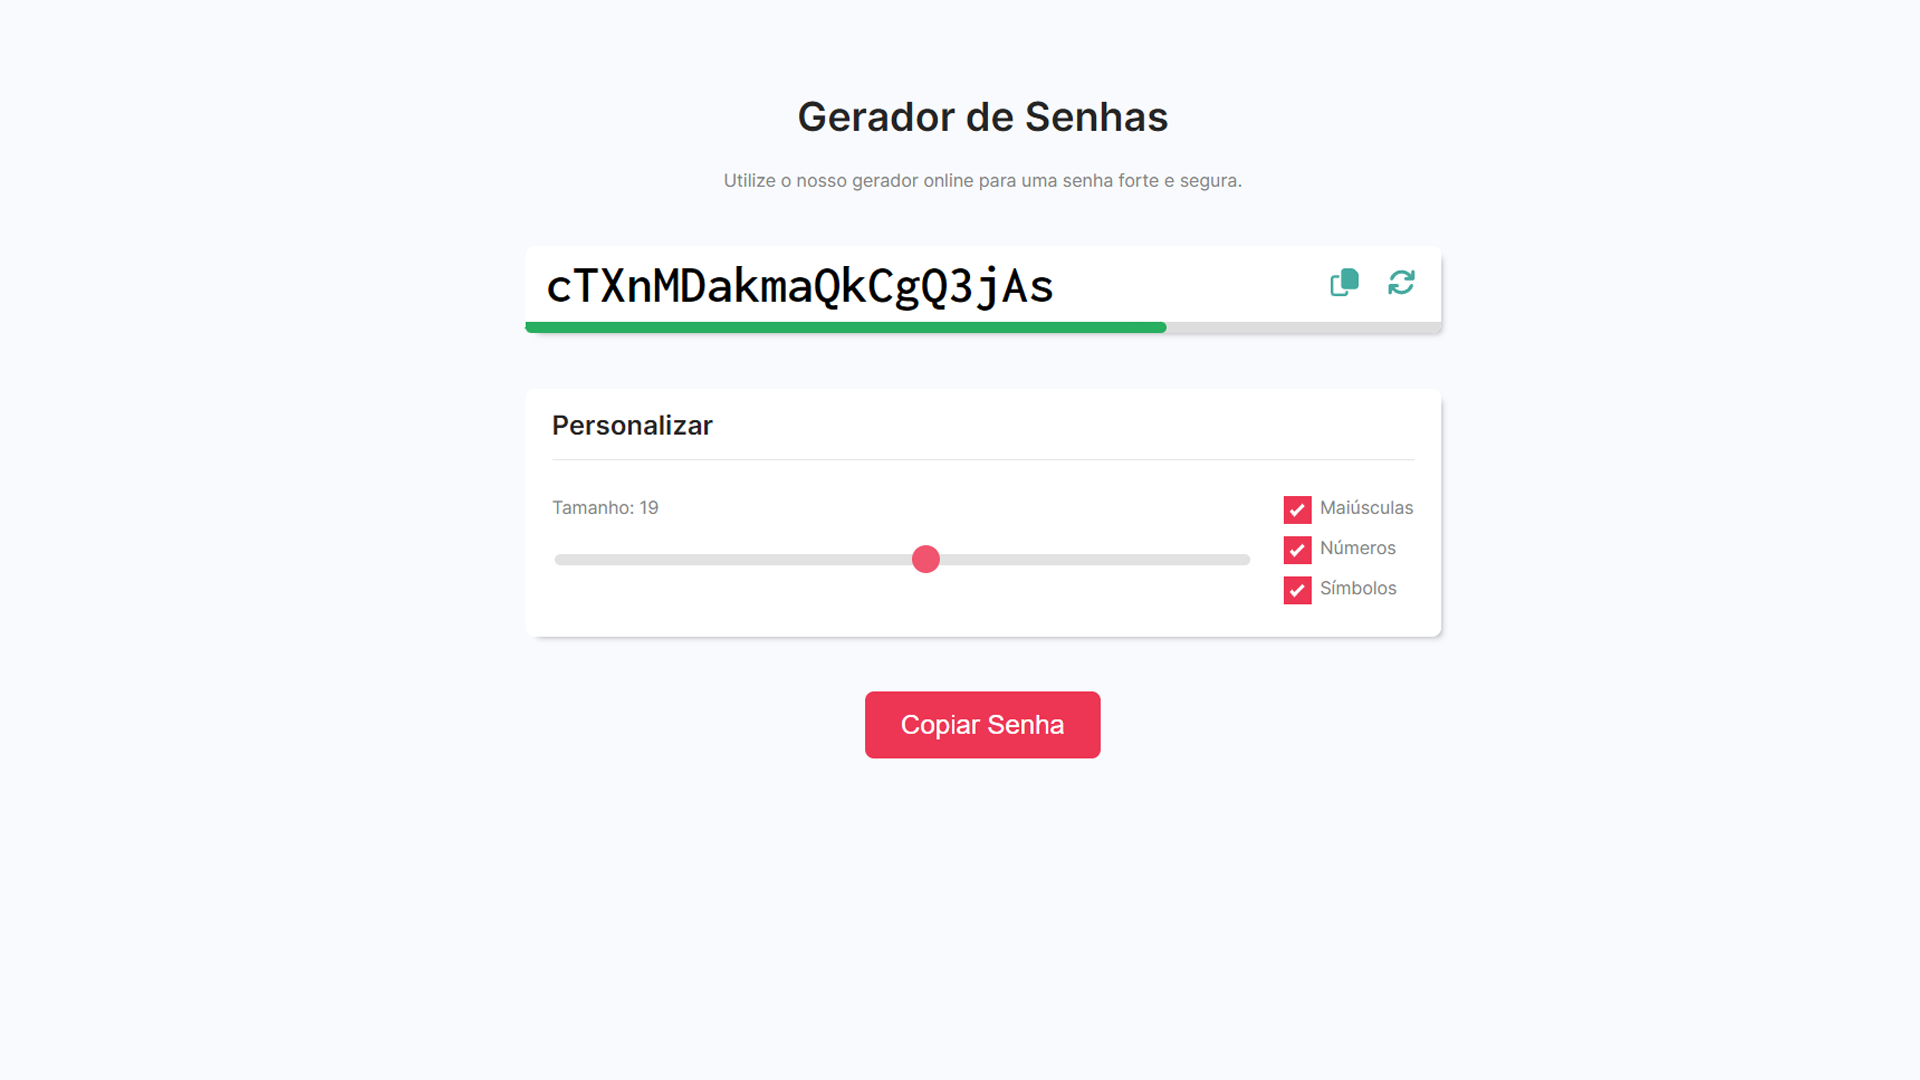 Gerador de Senhas
Utilize o nosso gerador online para uma senha forte e segura.
cTXnMDakmaQkCgQ3jAs
Personalizar
Tamanho: 19
Maiúsculas
Números
Símbolos
Copiar Senha